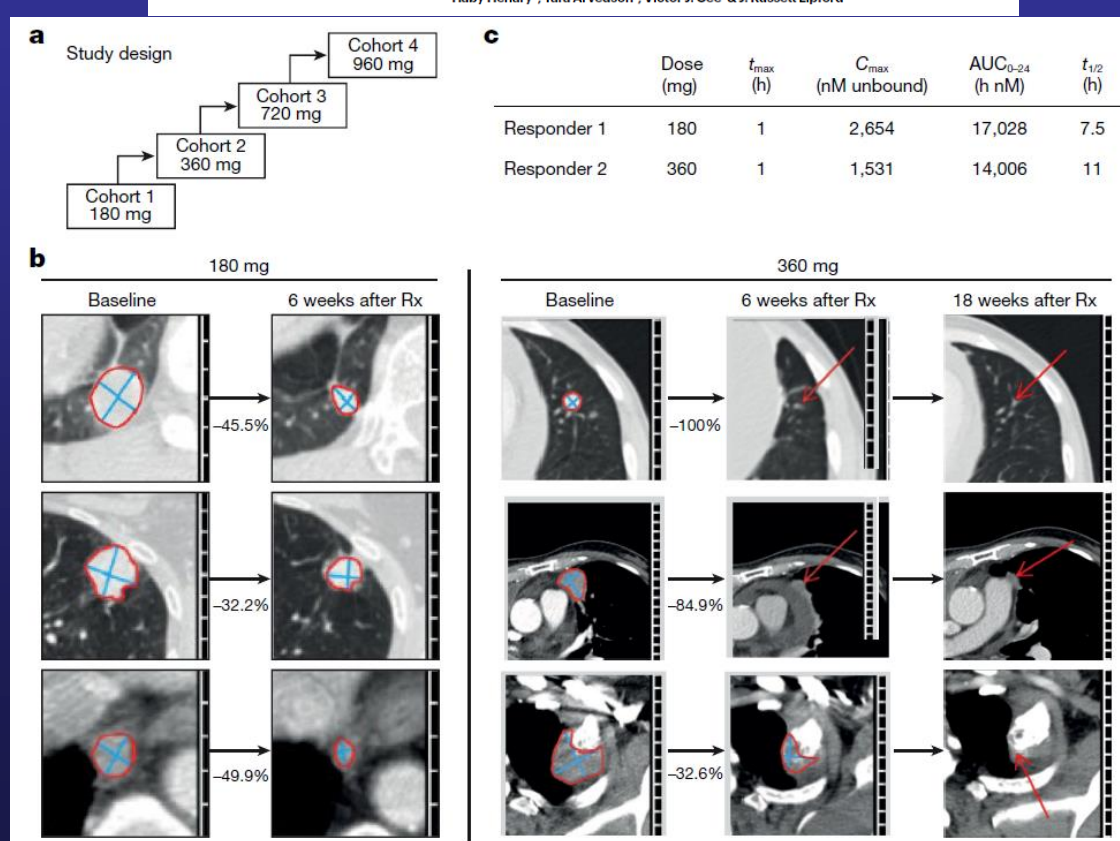 a
Study design
Cohort 4
960 mg
Cohort 3
720 mg
Cohort 2
360 mg
Cohort 1
180 mg
c
Dose (mg) tmax (h) Cmax (nM unbound) AUC0–24 (h nM) t1/2 (h)
Responder 1 180 1 2,654 17,028 7.5
Responder 2 360 1 1,531 14,006 11
b
180 mg
Baseline 6 weeks after Rx
–45.5%
–32.2%
–49.9%
360 mg
Baseline 6 weeks after Rx 18 weeks after Rx
–100%
–84.9%
–32.6%